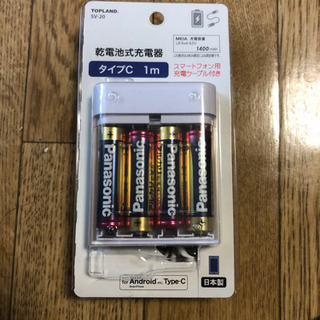 TOPLAND
SV-20
乾電池式充電器
タイプC 1m
1400mAh
スマートフォン用
充電ケーブル付き
Panasonic
Panasonic
Panasonic
Panasonic
for Android etc. Type-C
日本製